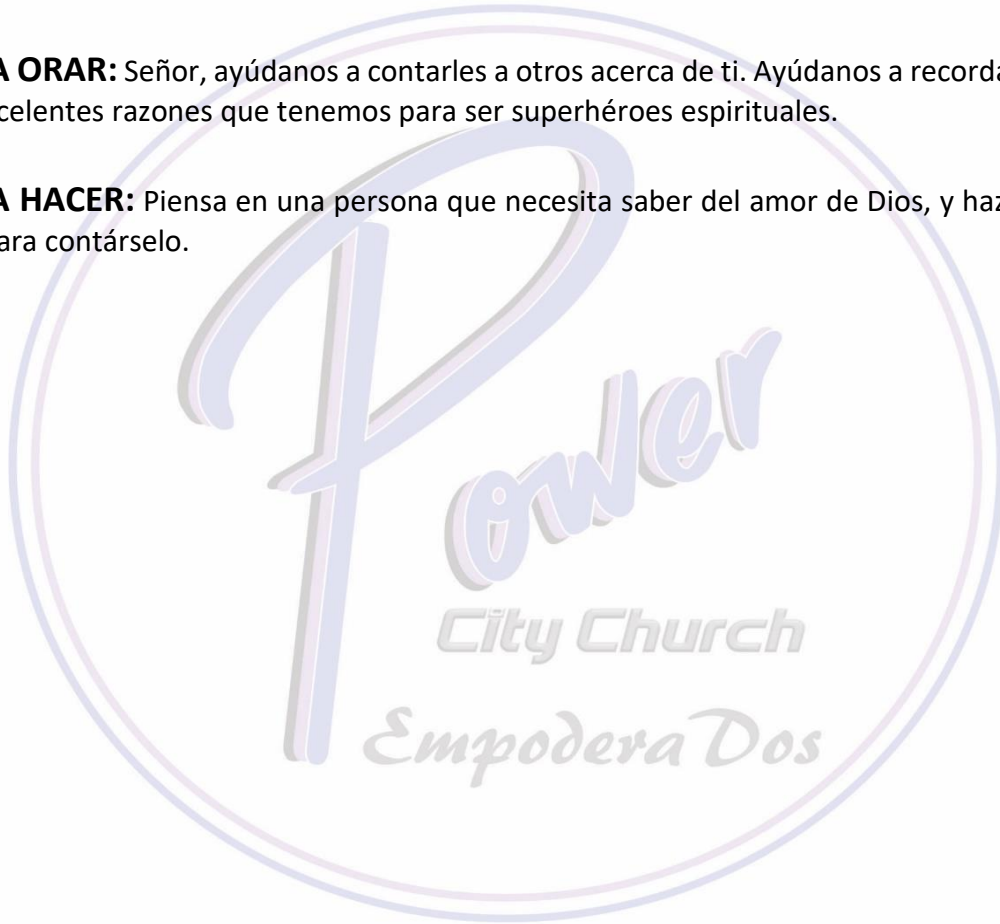 A ORAR: Señor, ayúdanos a contarles a otros acerca de ti. Ayúdanos a recorda
celentes razones que tenemos para ser superhéroes espirituales.
A HACER: Piensa en una persona que necesita saber del amor de Dios, y haz
ara contárselo.
Power
City Church
EmpoderaDos